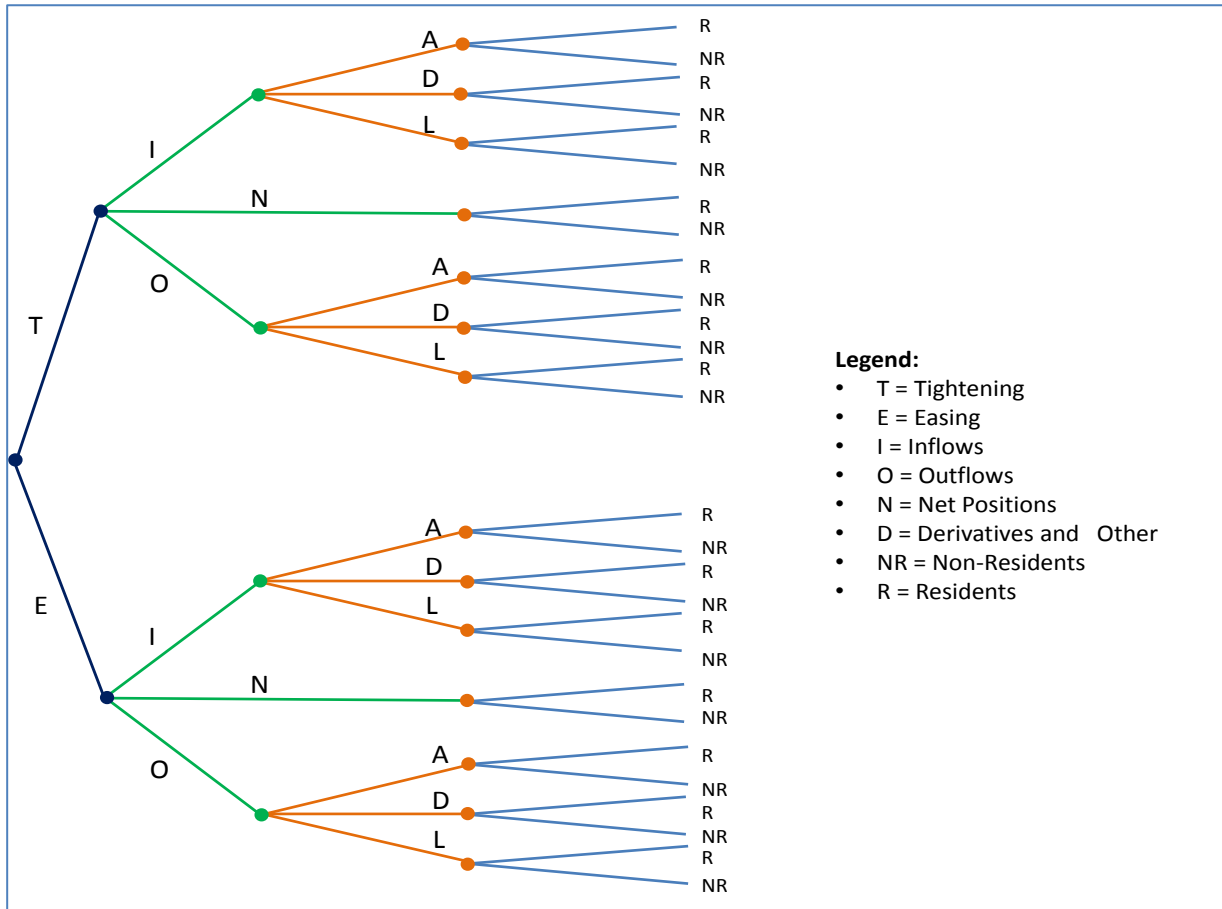 R
A
NR
D
R
NR
L
R
I
NR
N
R
NR
O
A
R
NR
D
R
T
NR
L
R
NR
Legend:
• T = Tightening
• E = Easing
• I = Inflows
• O = Outflows
• N = Net Positions
• D = Derivatives and Other
• NR = Non-Residents
• R = Residents
R
A
NR
D
R
NR
E
L
R
I
NR
N
R
NR
A
R
O
NR
D
R
NR
L
R
NR